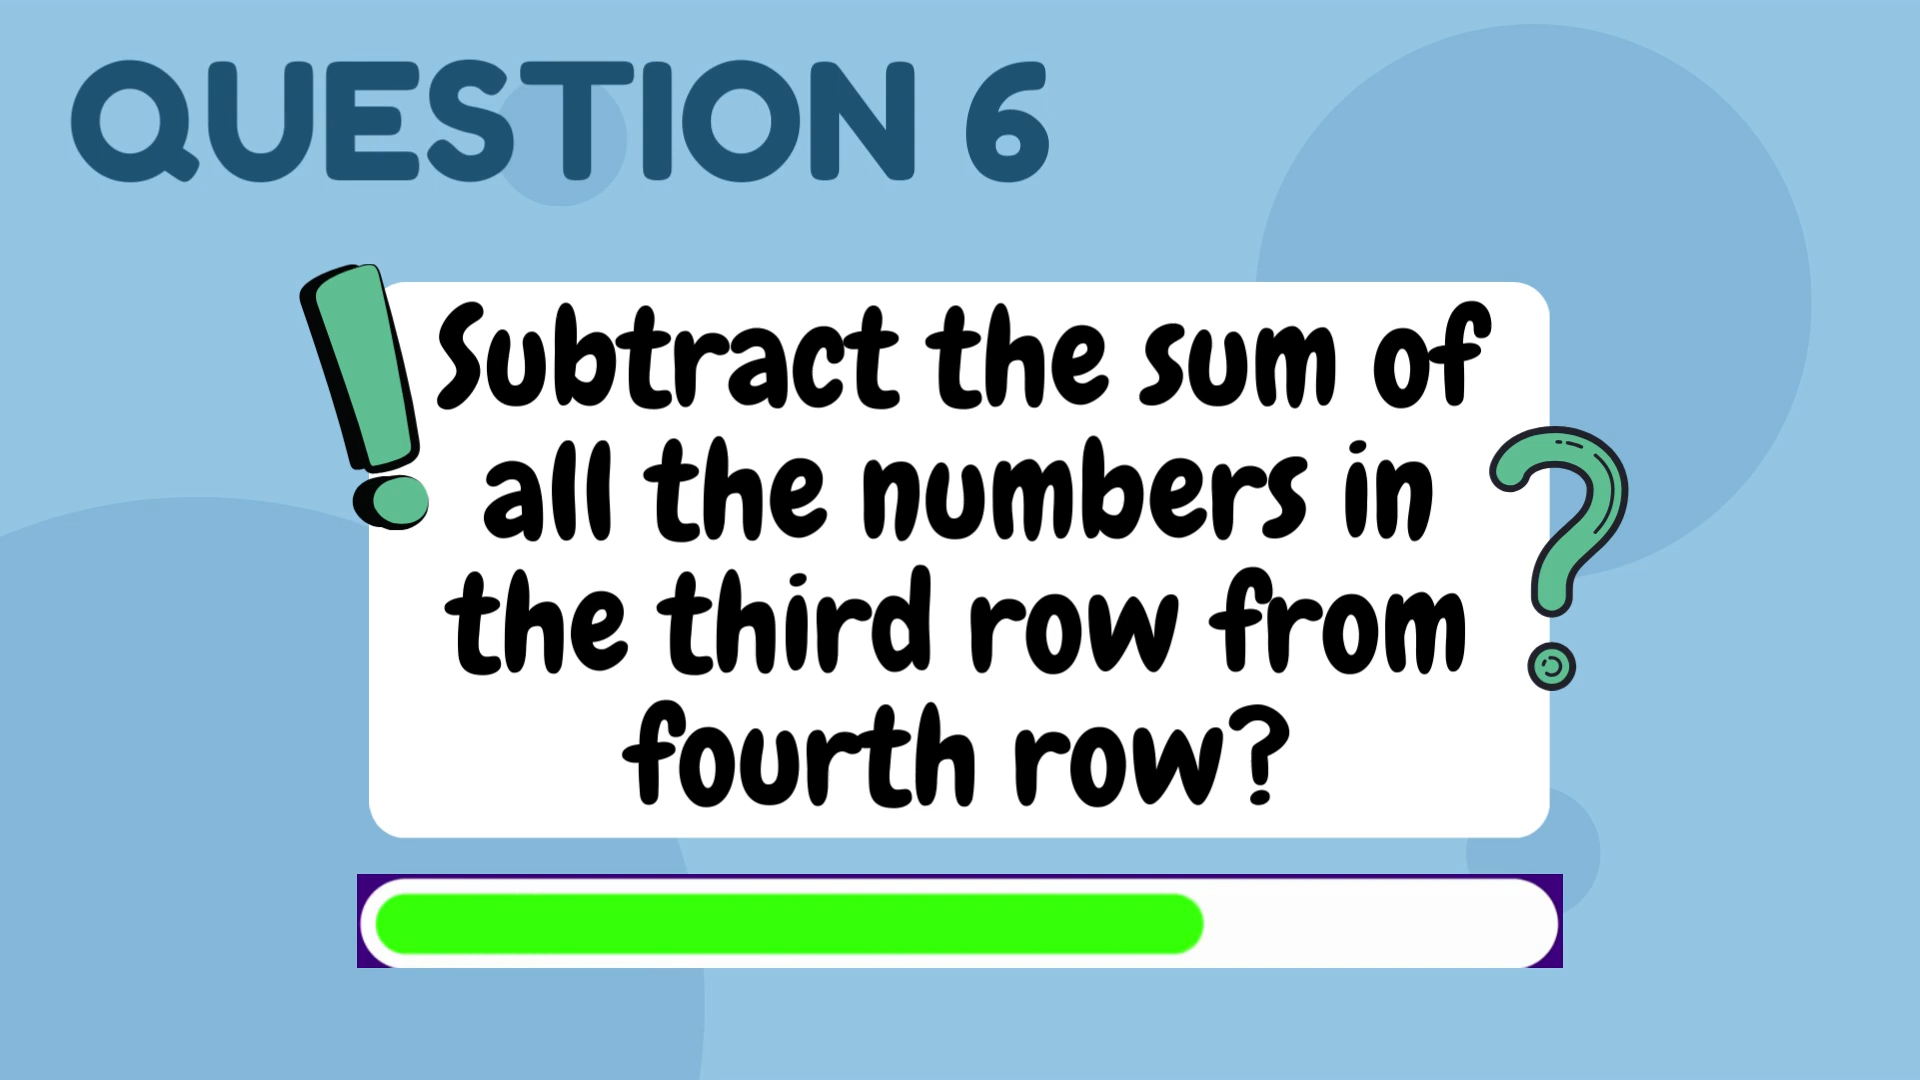 QUESTION 6
Subtract the sum of
all the numbers in
the third row from
fourth row?